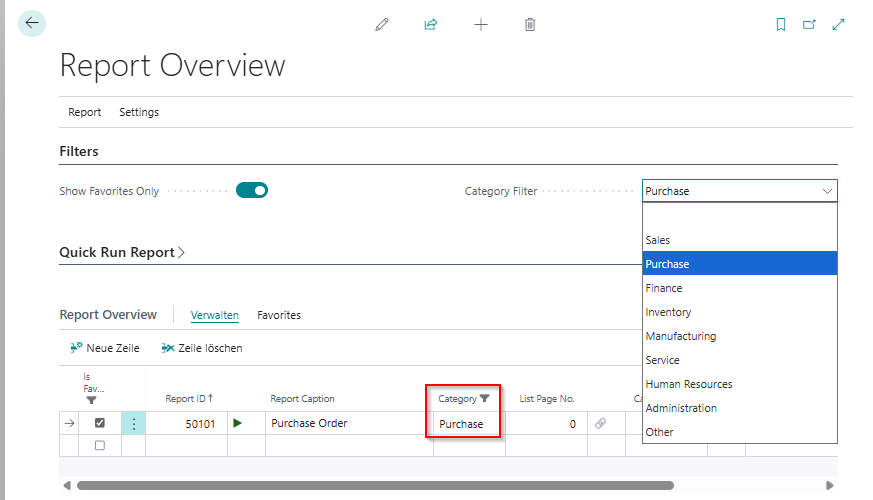 Report Overview
Report Settings
Filters
Show Favorites Only
Category Filter
Purchase
Sales
Purchase
Finance
Inventory
Manufacturing
Service
Human Resources
Administration
Other
Quick Run Report
Report Overview Verwalten Favorites
Neue Zeile Zeile löschen
Is
Fav...
Report ID↑ Report Caption Category List Page No.
50101 Purchase Order Purchase 0